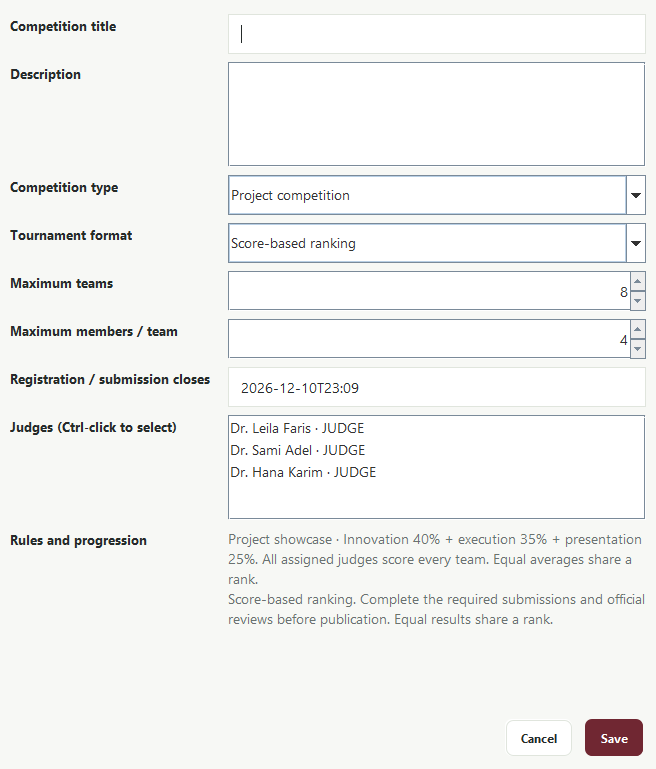 Competition title
Description
Competition type
Project competition
Tournament format
Score-based ranking
Maximum teams
8
Maximum members / team
4
Registration / submission closes
2026-12-10T23:09
Judges (Ctrl-click to select)
Dr. Leila Faris · JUDGE
Dr. Sami Adel · JUDGE
Dr. Hana Karim · JUDGE
Rules and progression
Project showcase · Innovation 40% + execution 35% + presentation
25%. All assigned judges score every team. Equal averages share a
rank.
Score-based ranking. Complete the required submissions and official
reviews before publication. Equal results share a rank.
Cancel
Save